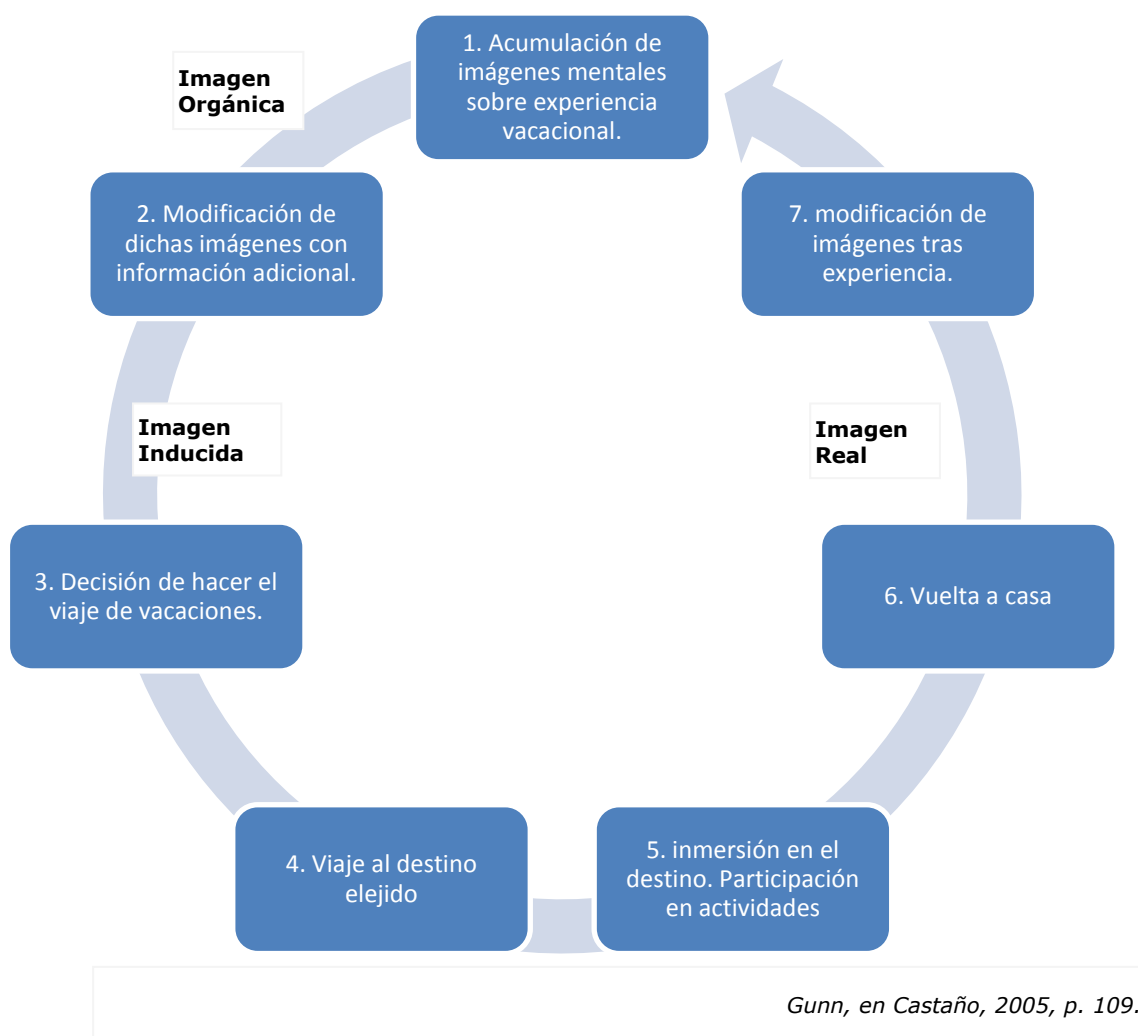 1. Acumulación de
imágenes mentales
sobre experiencia
vacacional.
Imagen
Orgánica
2. Modificación de
dichas imágenes con
información adicional.
Imagen
Inducida
3. Decisión de hacer el
viaje de vacaciones.
4. Viaje al destino
elejido
5. inmersión en el
destino. Participación
en actividades
6. Vuelta a casa
Imagen
Real
7. modificación de
imágenes tras
experiencia.
Gunn, en Castaño, 2005, p. 109.